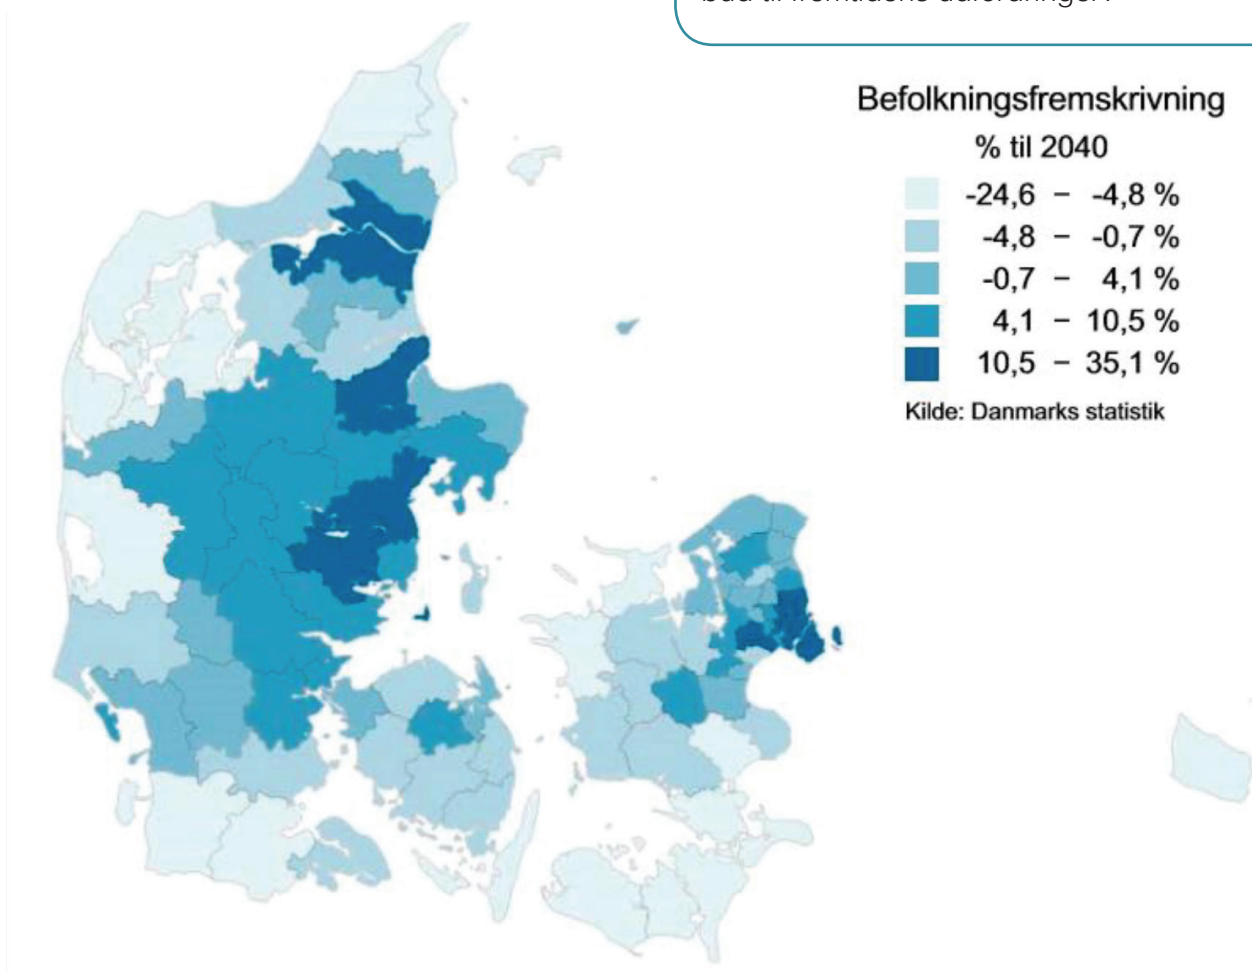 Befolkningsfremskrivning
% til 2040
-24,6 – -4,8 %
-4,8 – -0,7 %
-0,7 – 4,1 %
4,1 – 10,5 %
10,5 – 35,1 %
Kilde: Danmarks statistik